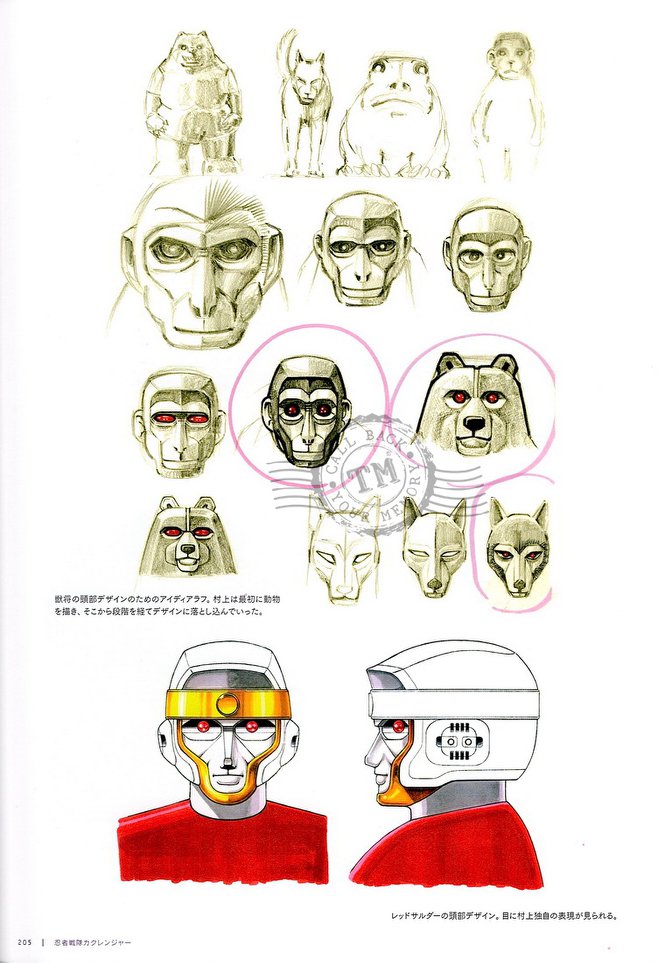 CALL BACK
TM
YOUR MEMORY
獣将の頭部デザインのためのアイディアラフ。村上は最初に動物
を描き、そこから段階を経てデザインに落とし込んでいった。
レッドサルダーの頭部デザイン。目に村上独自の表現が見られる。
205 | 忍者戦隊カクレンジャー